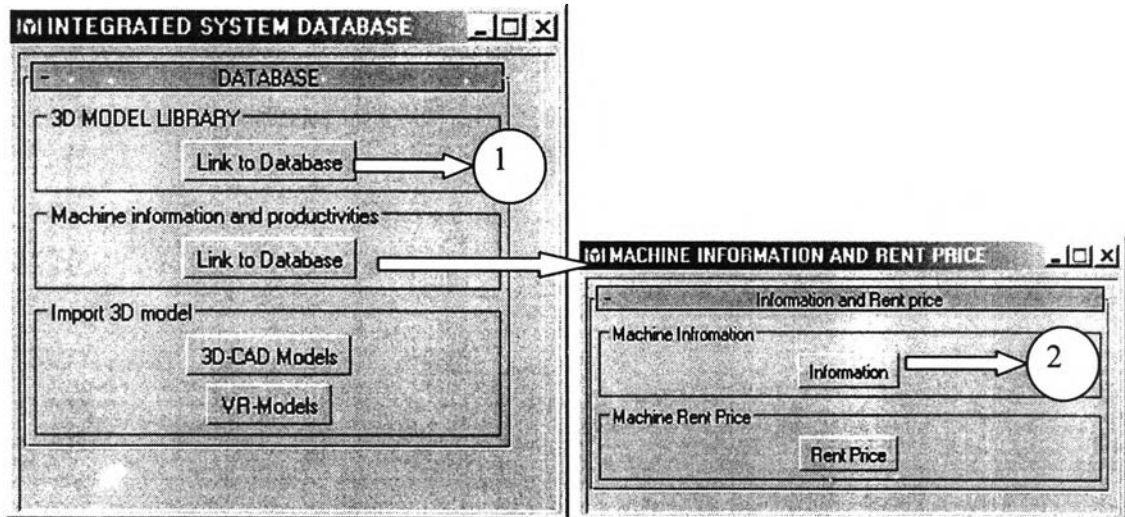 INTEGRATED SYSTEM DATABASE
- DATABASE
3D MODEL LIBRARY
Link to Database
1
Machine information and productivities
Link to Database
Import 3D model
3D-CAD Models
VR-Models
MACHINE INFORMATION AND RENT PRICE
- Information and Rent price
Machine Infromation
Information
2
Machine Rent Price
Rent Price